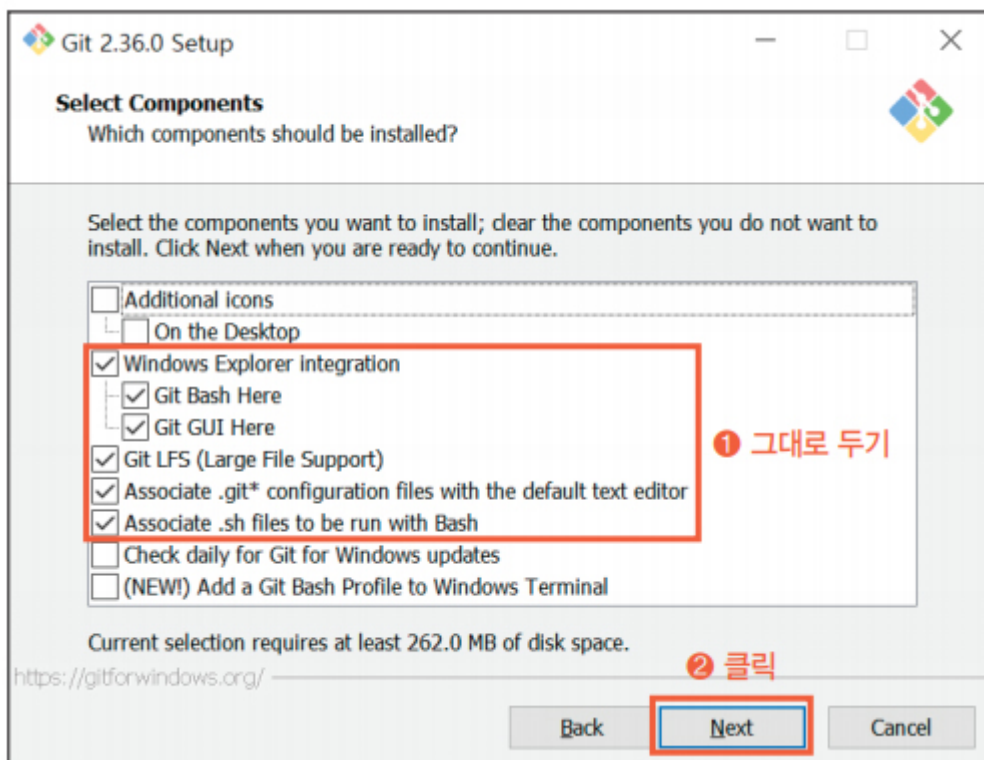 Git 2.36.0 Setup
Select Components
Which components should be installed?
Select the components you want to install; clear the components you do not want to
install. Click Next when you are ready to continue.
Additional icons
On the Desktop
Windows Explorer integration
Git Bash Here
Git GUI Here
❶ 그대로 두기
Git LFS (Large File Support)
Associate .git* configuration files with the default text editor
Associate .sh files to be run with Bash
Check daily for Git for Windows updates
(NEW!) Add a Git Bash Profile to Windows Terminal
Current selection requires at least 262.0 MB of disk space.
❷ 클릭
https://gitforwindows.org/
Back Next Cancel